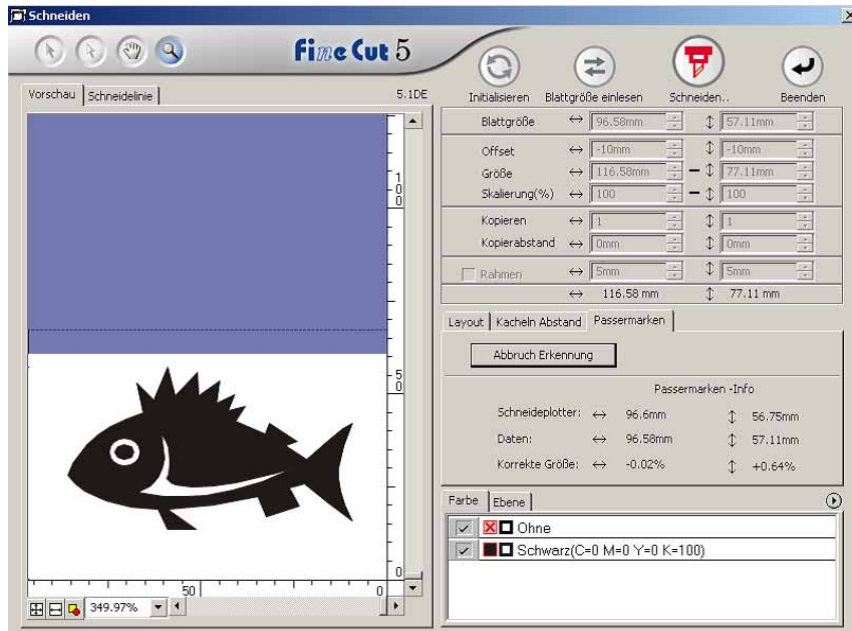 Schneiden
Fine Cut 5
Initialisieren Blattgröße einlesen Schneiden.. Beenden
Vorschau Schneidelinie 5.1DE
Blattgröße 96.58mm 57.11mm
Offset -10mm -10mm
Größe 116.58mm 77.11mm
Skalierung(%) 100 100
Kopieren 1 1
Kopierabstand 0mm 0mm
Rahmen 5mm 5mm
116.58 mm 77.11 mm
Layout Kacheln Abstand Passermarken
Abbruch Erkennung
Passermarken -Info
Schneideplotter: 96.6mm 56.75mm
Daten: 96.58mm 57.11mm
Korrekte Größe: -0.02% +0.64%
Farbe Ebene
Ohne
Schwarz(C=0 M=0 Y=0 K=100)
100
50
0
50 0
349.97%